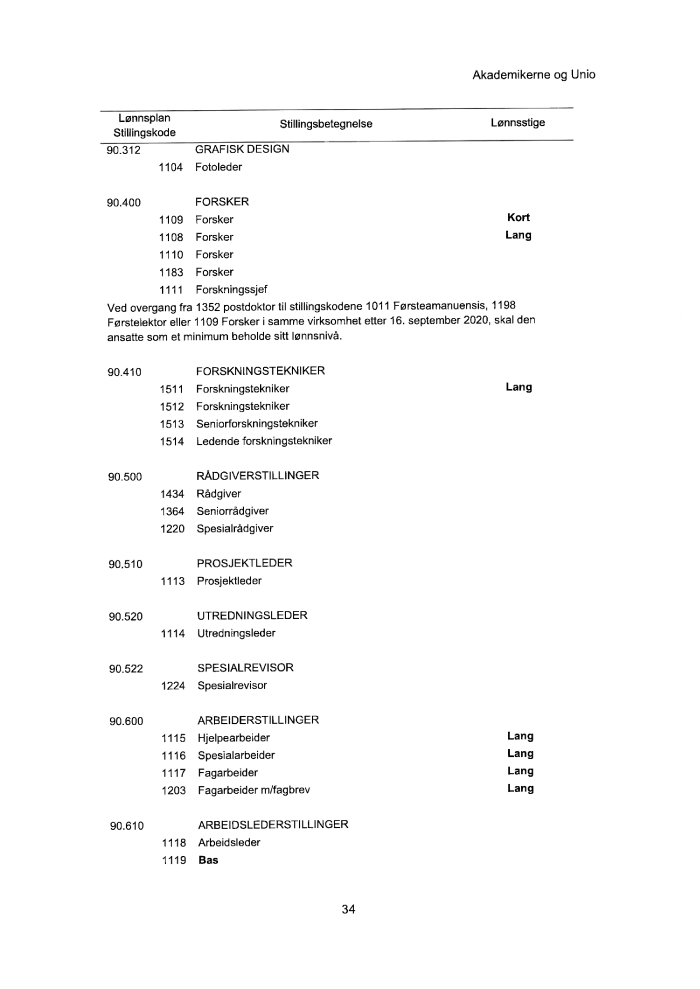 Akademikerne og Unio
Lønnsplan Stillingsbetegnelse Lønnsstige
Stillingskode
90.312 GRAFISK DESIGN
1104 Fotoleder
90.400 FORSKER
1109 Forsker Kort
1108 Forsker Lang
1110 Forsker
1183 Forsker
1111 Forskningssjef
Ved overgang fra 1352 postdoktor til stillingskodene 1011 Førsteamanuensis, 1198
Førstelektor eller 1109 Forsker i samme virksomhet etter 16. september 2020, skal den
ansatte som et minimum beholde sitt lønnsnivå.
90.410 FORSKNINGSTEKNIKER
1511 Forskningstekniker Lang
1512 Forskningstekniker
1513 Seniorforskningstekniker
1514 Ledende forskningstekniker
90.500 RÅDGIVERSTILLINGER
1434 Rådgiver
1364 Seniorrådgiver
1220 Spesialrådgiver
90.510 PROSJEKTLEDER
1113 Prosjektleder
90.520 UTREDNINGSLEDER
1114 Utredningsleder
90.522 SPESIALREVISOR
1224 Spesialrevisor
90.600 ARBEIDERSTILLINGER
1115 Hjelpearbeider Lang
1116 Spesialarbeider Lang
1117 Fagarbeider Lang
1203 Fagarbeider m/fagbrev Lang
90.610 ARBEIDSLEDERSTILLINGER
1118 Arbeidsleder
1119 Bas
34